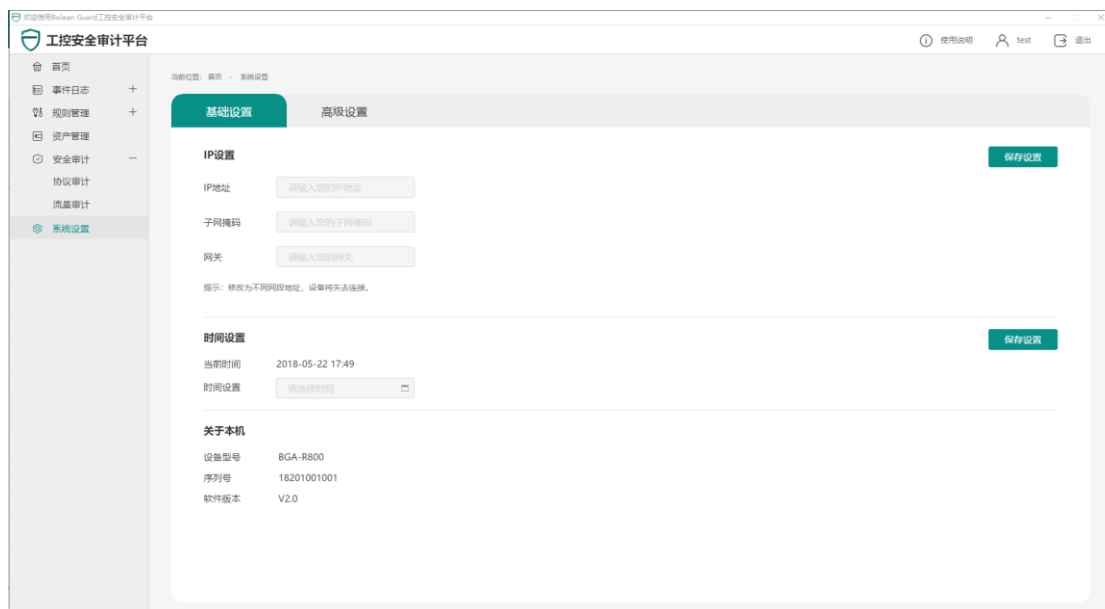 欢迎使用Bolean Guard工控安全审计平台
工控安全审计平台
使用说明 test 退出
首页
事件日志
规则管理
资产管理
安全审计
协议审计
流量审计
系统设置
当前位置: 首页 > 系统设置
基础设置 高级设置
IP设置 保存设置
IP地址 请输入您的IP地址
子网掩码 请输入您的子网掩码
网关 请输入您的网关
提示: 修改为不同网段地址, 设备将失去连接。
时间设置 保存设置
当前时间 2018-05-22 17:49
时间设置 请选择时间
关于本机
设备型号 BGA-R800
序列号 18201001001
软件版本 V2.0